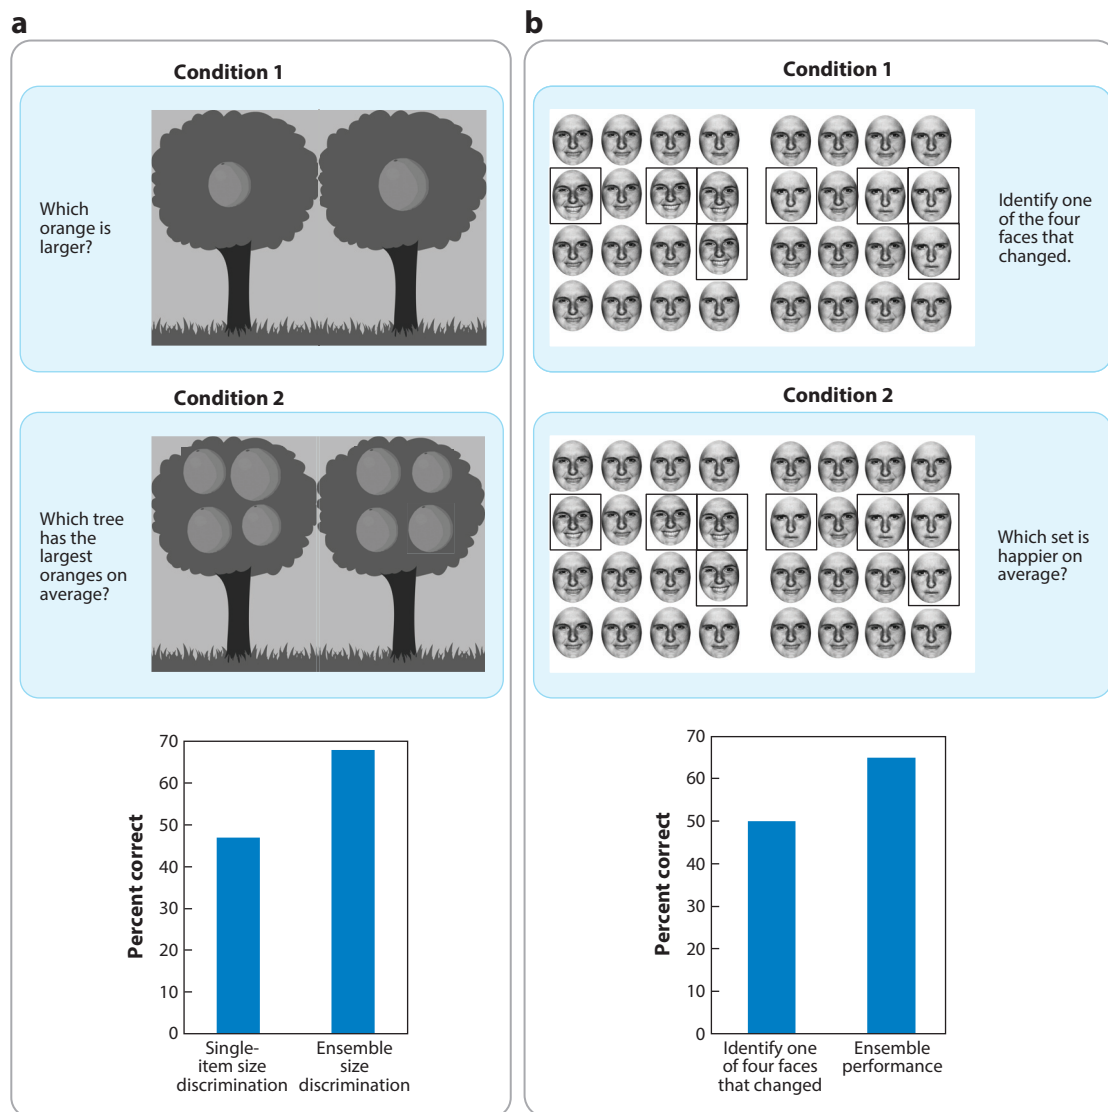 a
Condition 1
Which
orange is
larger?
Condition 2
Which tree
has the
largest
oranges on
average?
Percent correct
70
60
50
40
30
20
10
0
Single-
item size
discrimination
Ensemble
size
discrimination
b
Condition 1
Identify one
of the four
faces that
changed.
Condition 2
Which set is
happier on
average?
Percent correct
70
60
50
40
30
20
10
0
Identify one
of four faces
that changed
Ensemble
performance